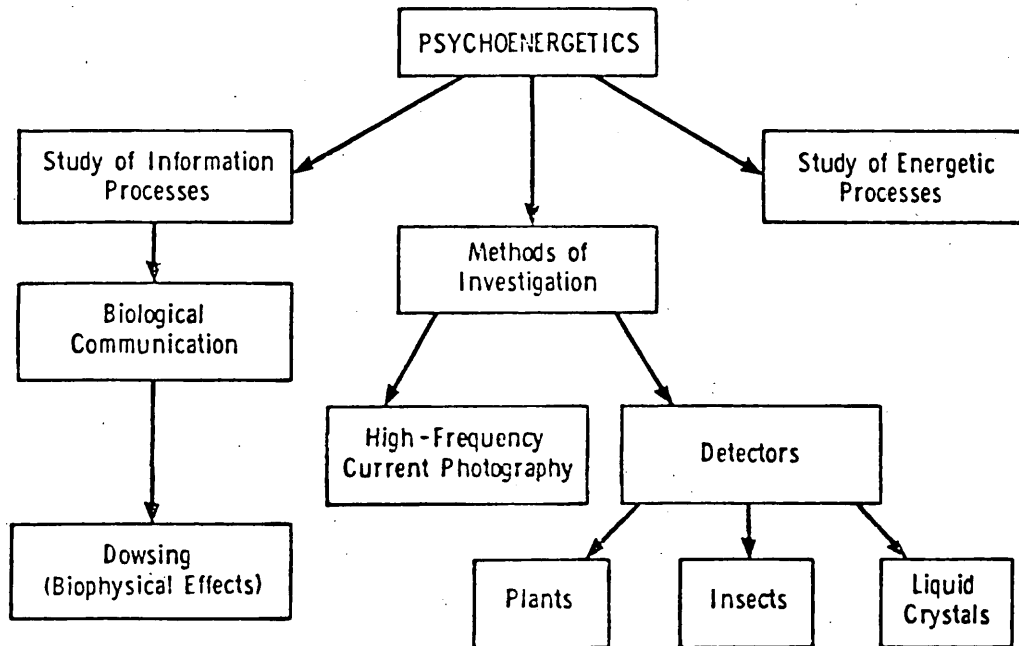 PSYCHOENERGETICS
Study of Information
Processes
Study of Energetic
Processes
Methods of
Investigation
Biological
Communication
High-Frequency
Current Photography
Detectors
Dowsing
(Biophysical Effects)
Plants
Insects
Liquid
Crystals